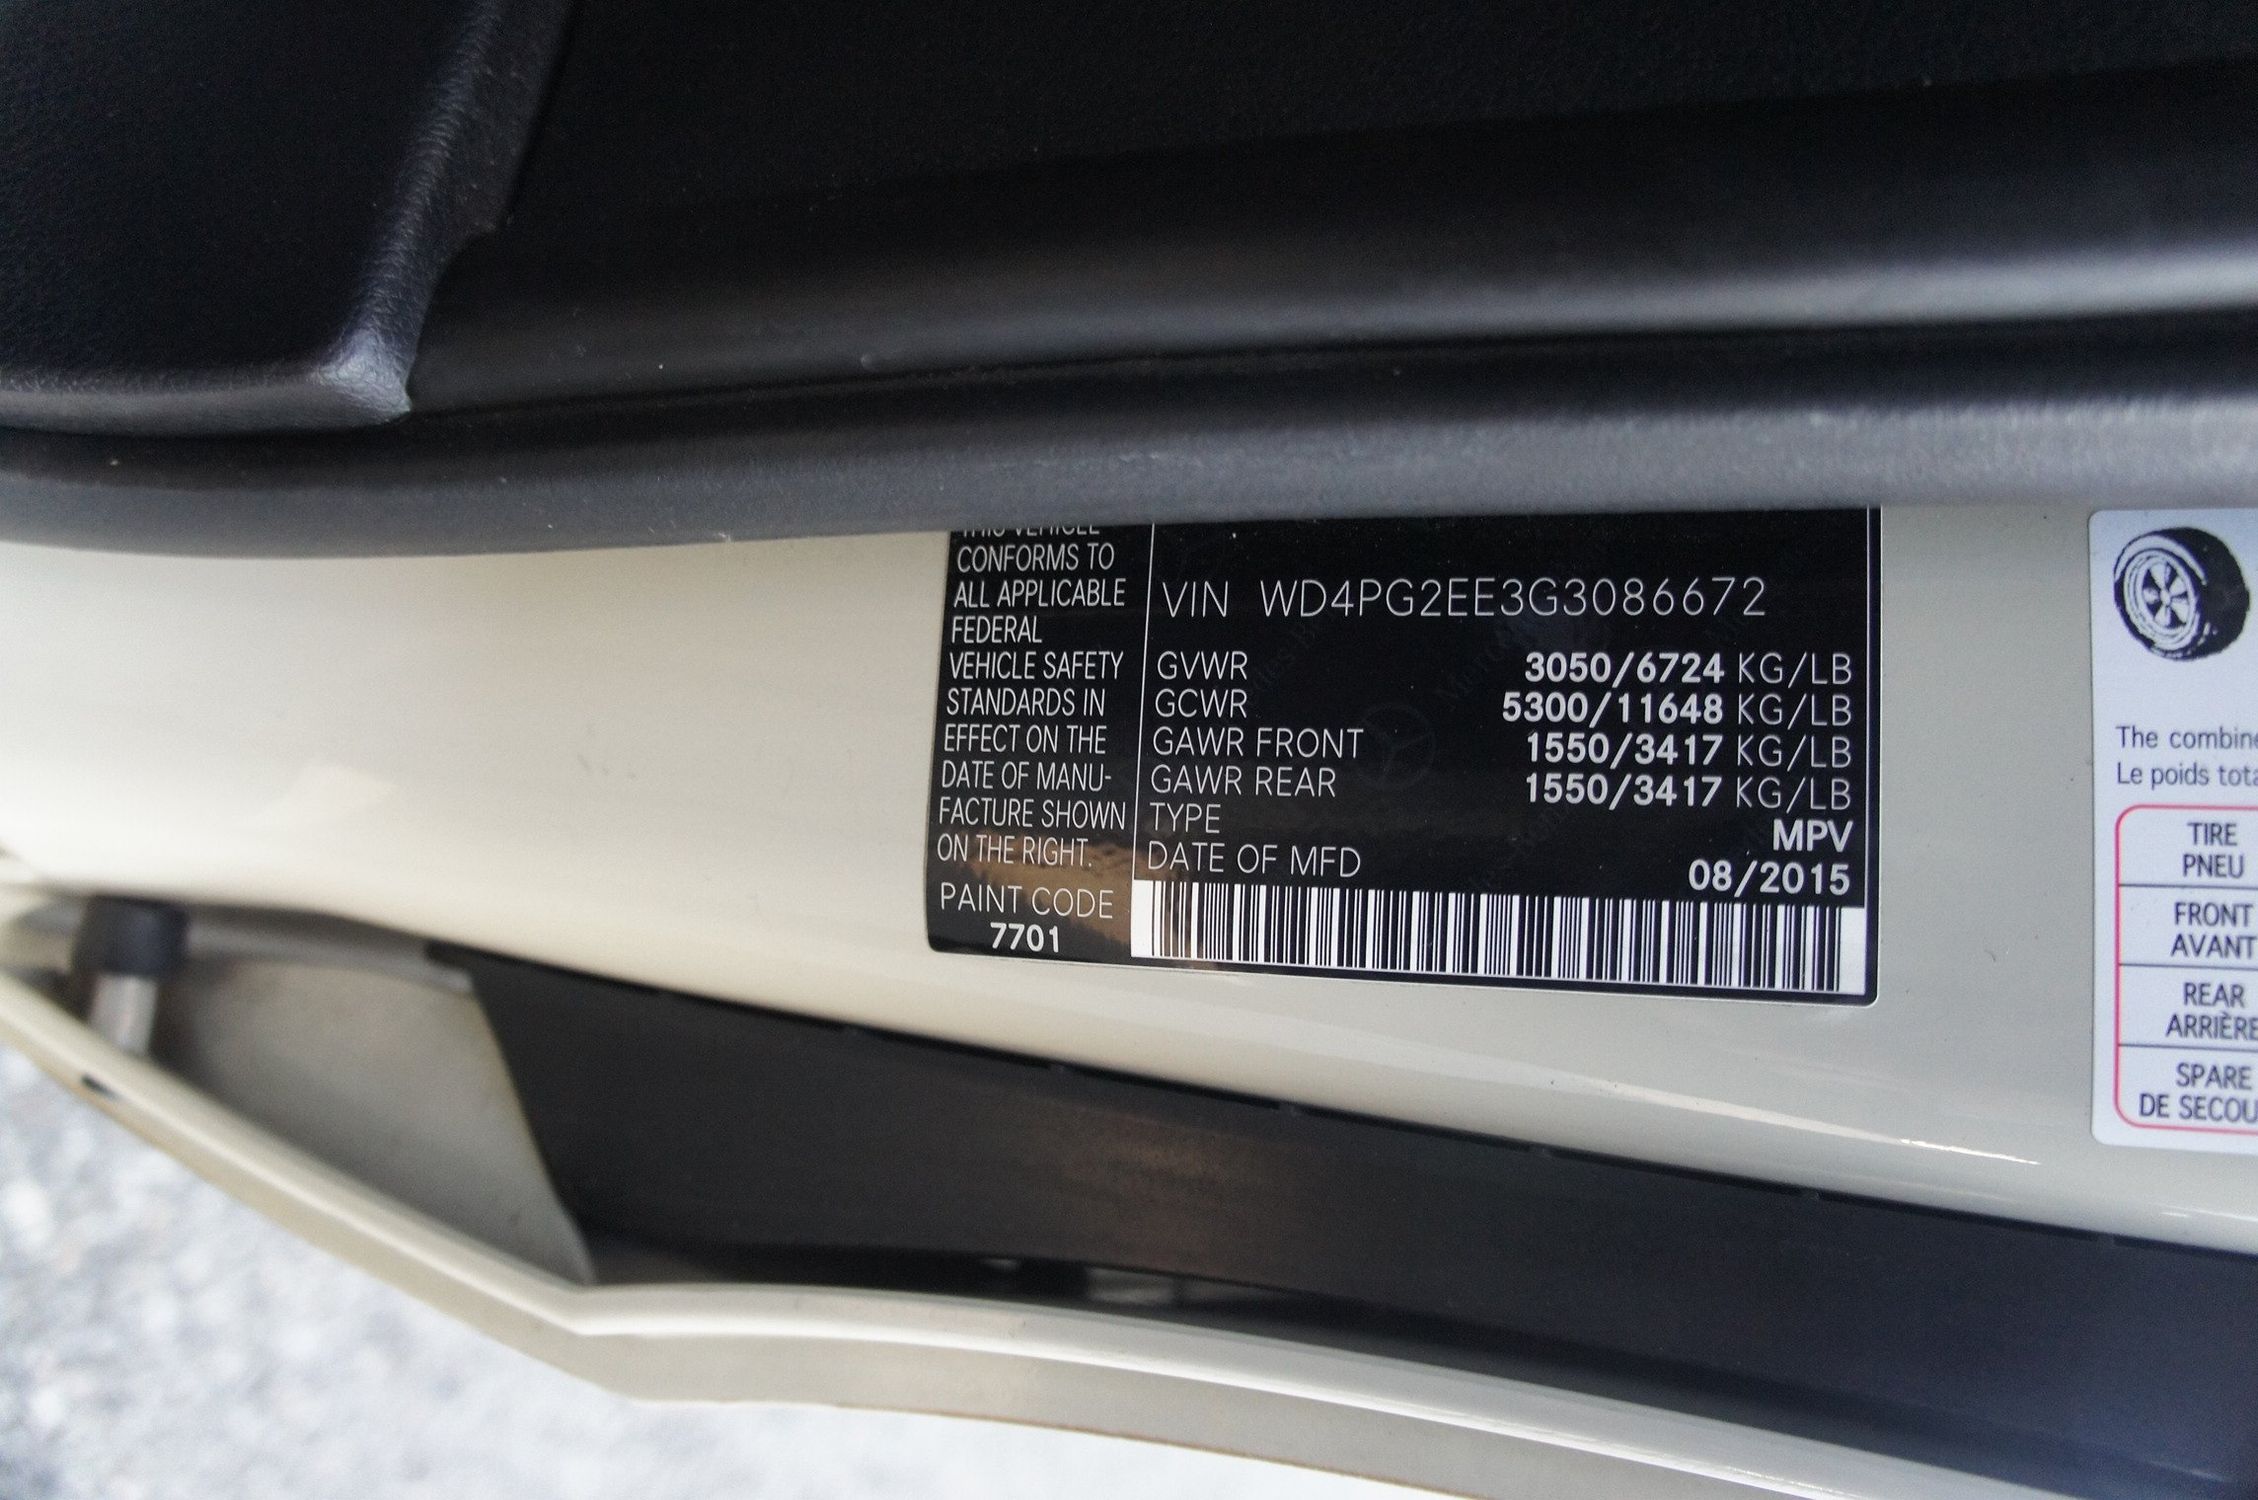 THIS VEHICLE
CONFORMS TO
ALL APPLICABLE
FEDERAL
VEHICLE SAFETY
STANDARDS IN
EFFECT ON THE
DATE OF MANU-
FACTURE SHOWN
ON THE RIGHT.
PAINT CODE
7701
VIN WD4PG2EE3G3086672
GVWR 3050/6724 KG/LB
GCWR 5300/11648 KG/LB
GAWR FRONT 1550/3417 KG/LB
GAWR REAR 1550/3417 KG/LB
TYPE MPV
DATE OF MFD 08/2015
The combine
Le poids tota
TIRE
PNEU
FRONT
AVANT
REAR
ARRIÈRE
SPARE
DE SECOU